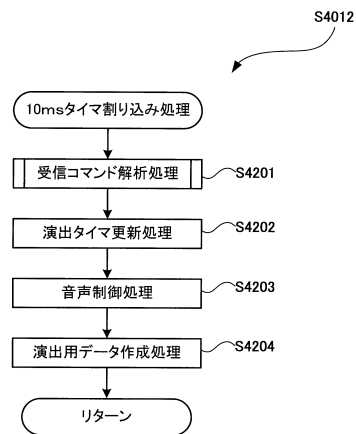 S4012
10msタイマ割り込み処理
受信コマンド解析処理
S4201
演出タイマ更新処理
S4202
音声制御処理
S4203
演出用データ作成処理
S4204
リターン